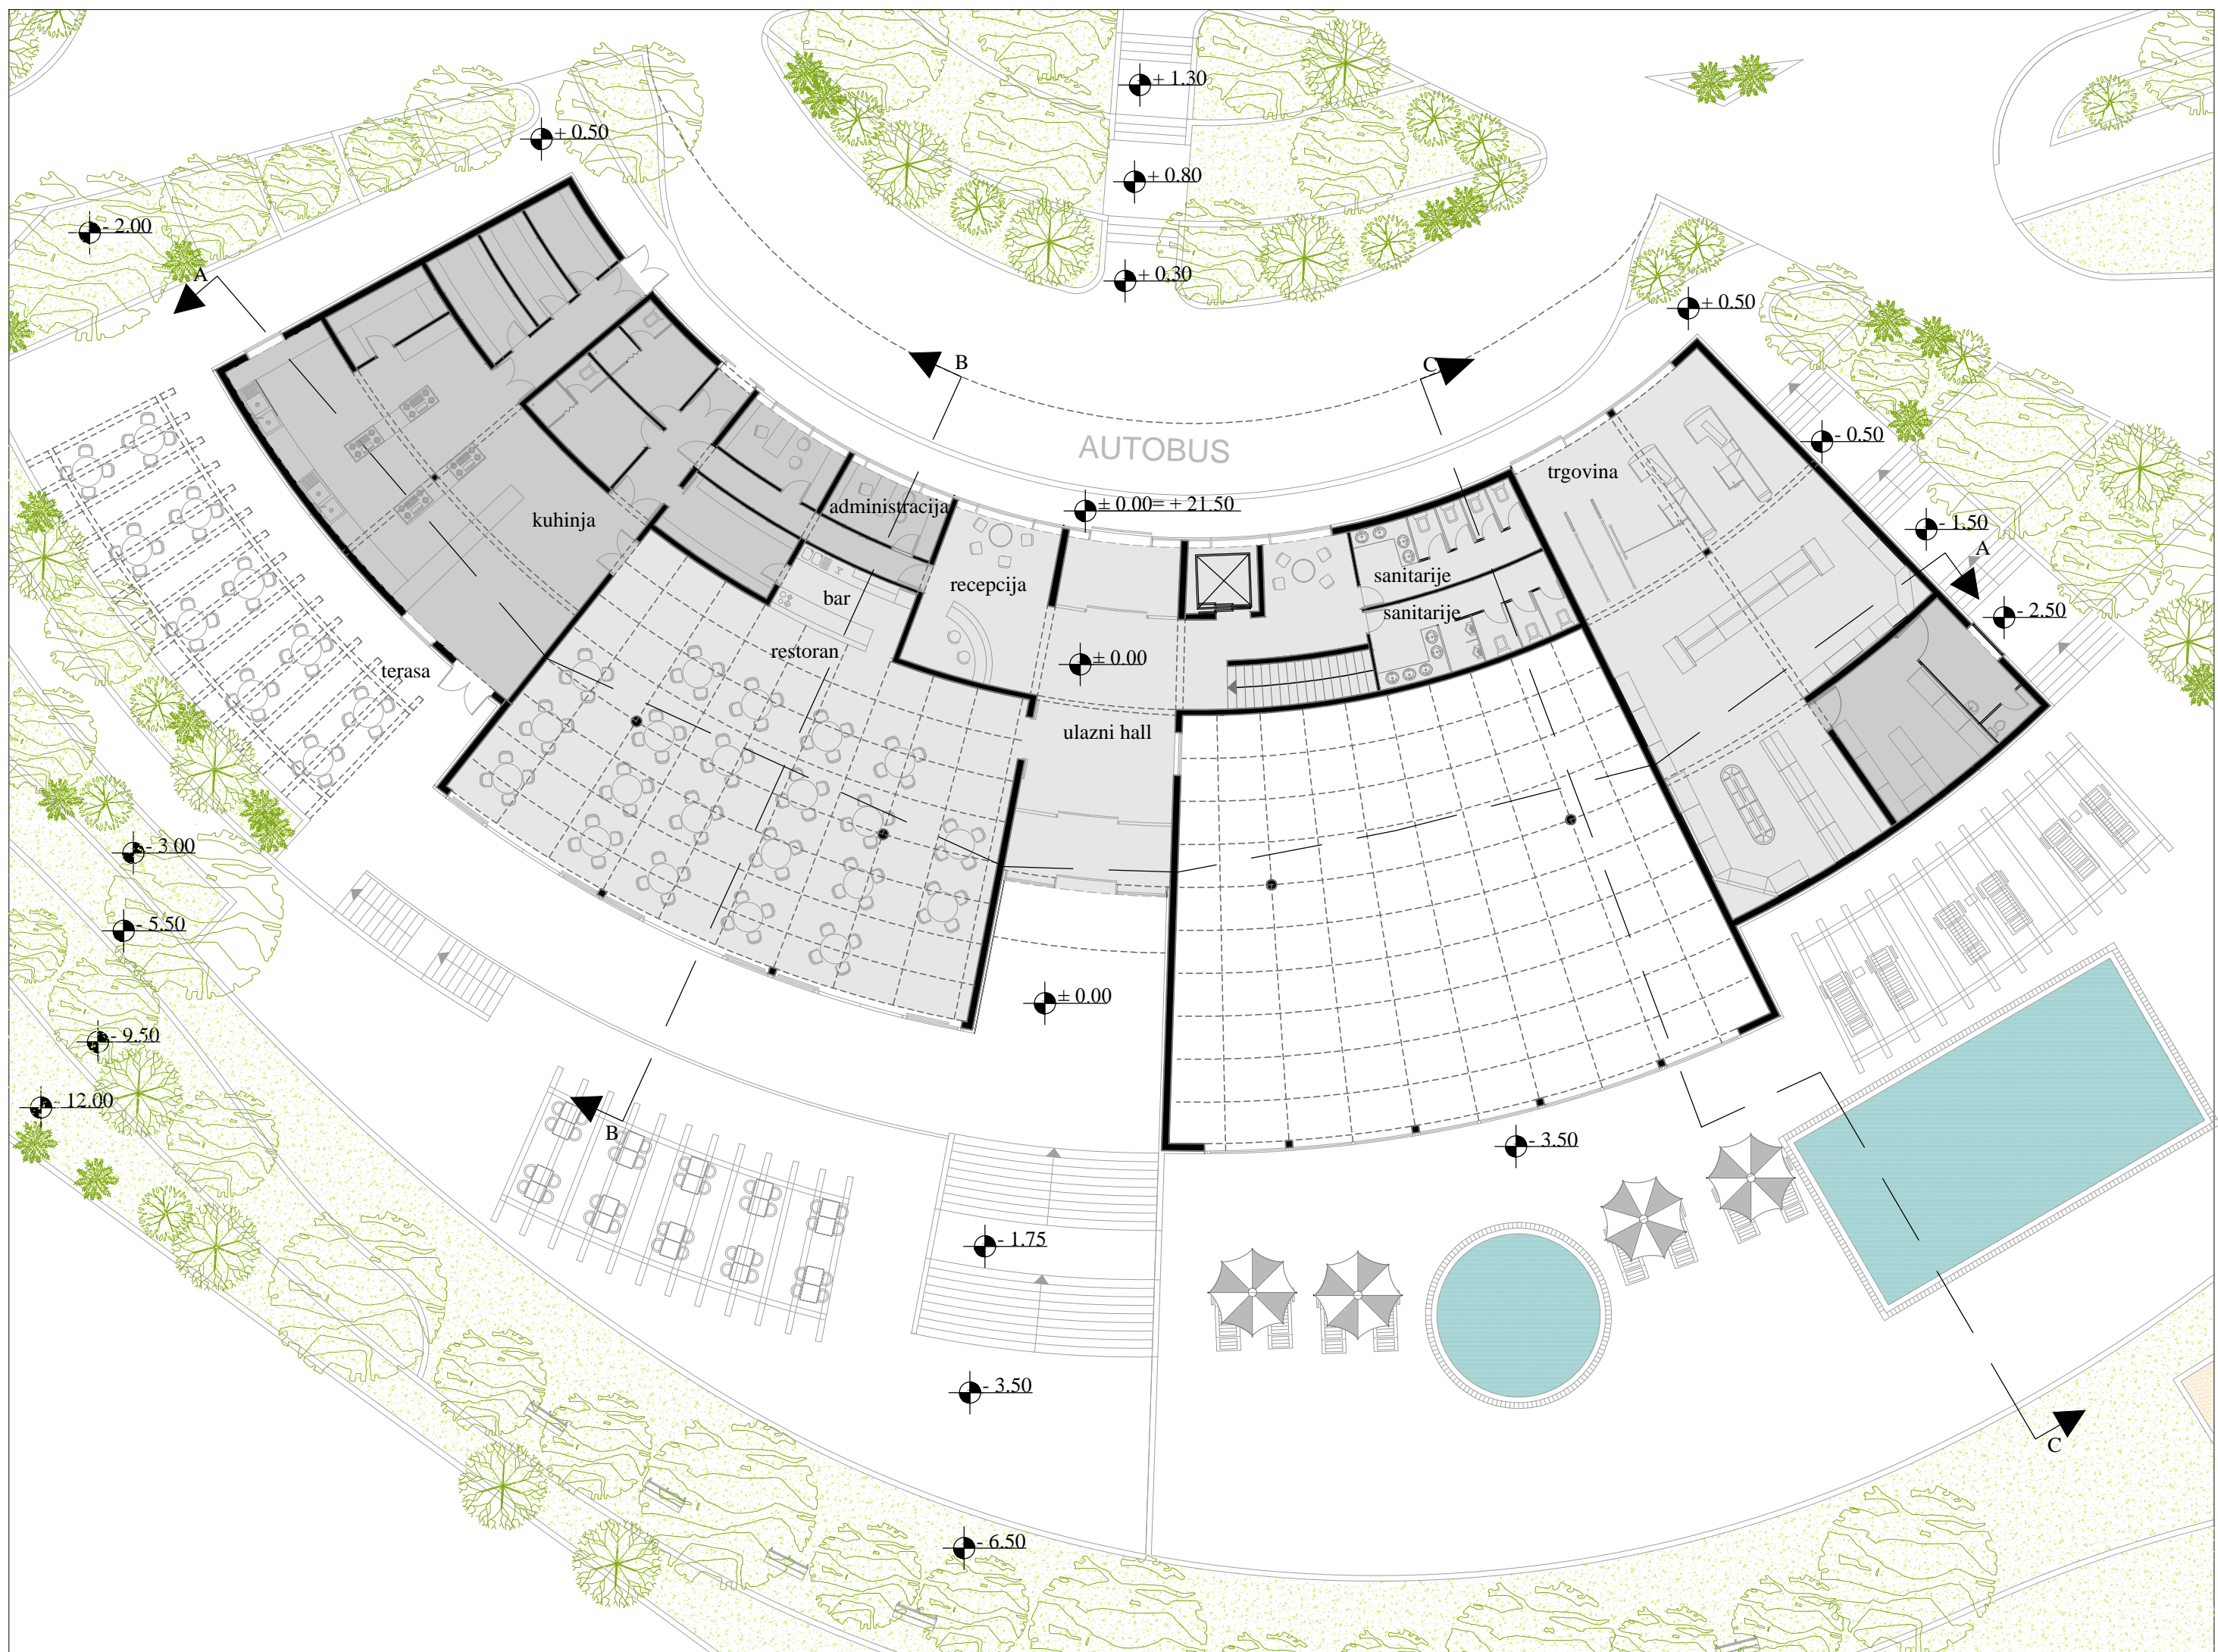 + 1.30
+ 0.50
+ 0.80
- 2.00
A
+ 0.30
+ 0.50
B
C
- 0.50
AUTOBUS
trgovina
± 0.00= + 21.50
administracija
kuhinja
- 1.50
A
sanitarije
recepcija
bar
sanitarije
- 2.50
restoran
± 0.00
terasa
ulazni hall
- 3.00
- 5.50
± 0.00
- 9.50
- 12.00
B
- 3.50
- 1.75
- 3.50
C
- 6.50